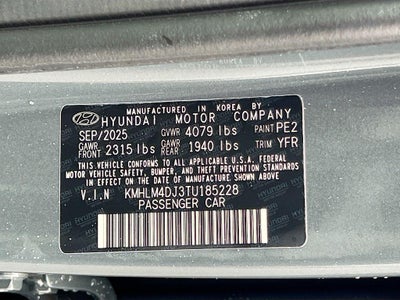 MANUFACTURED IN KOREA BY
HYUNDAI MOTOR COMPANY
SEP/2025 GVWR 4079 lbs PAINT PE2
GAWR FRONT 2315 lbs GAWR REAR 1940 lbs TRIM YFR
THIS VEHICLE CONFORMS TO ALL APPLICABLE U.S.A. FEDERAL
MOTOR VEHICLE SAFETY, BUMPER, AND THEFT PREVENTION STANDARDS
IN EFFECT ON THE DATE OF MANUFACTURE SHOWN ABOVE.
V.I.N KMHLM4DJ3TU185228
PASSENGER CAR